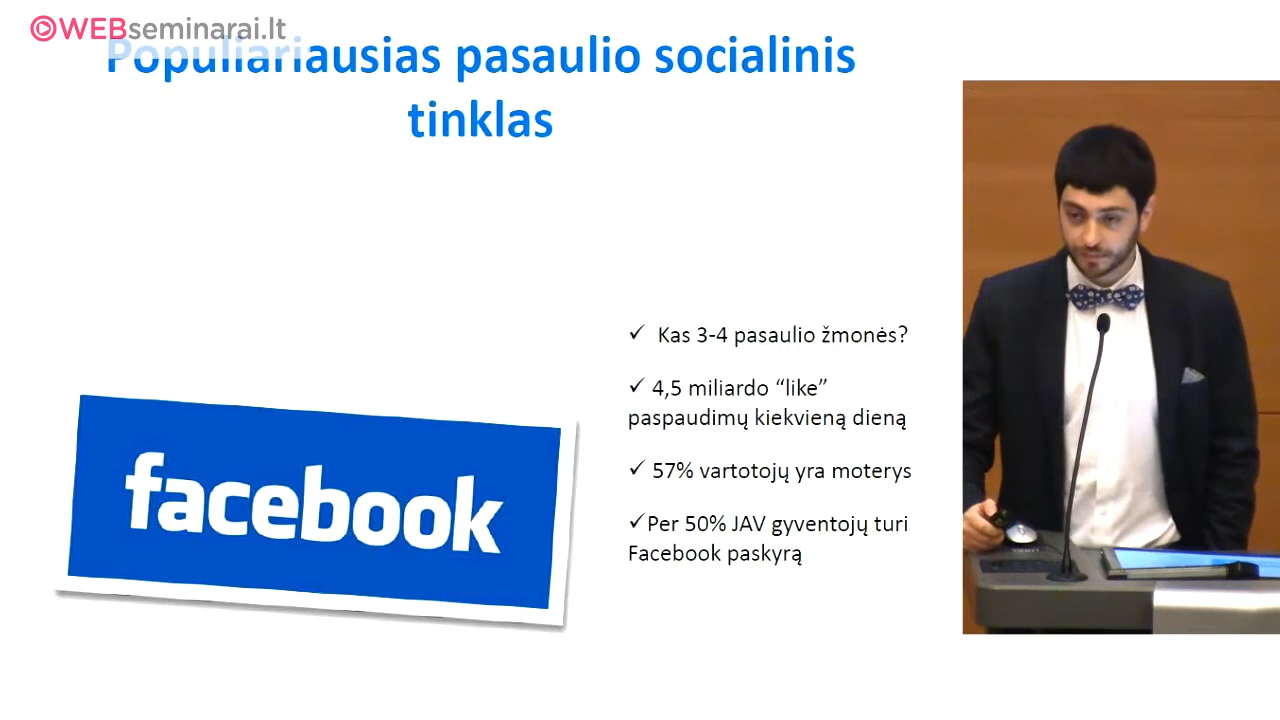 WEBseminarai.lt
Populiariausias pasaulio socialinis
tinklas
✓ Kas 3-4 pasaulio žmonės?
✓ 4,5 miliardo “like”
paspaudimų kiekvieną dieną
✓ 57% vartotojų yra moterys
✓Per 50% JAV gyventojų turi
Facebook paskyrą
facebook